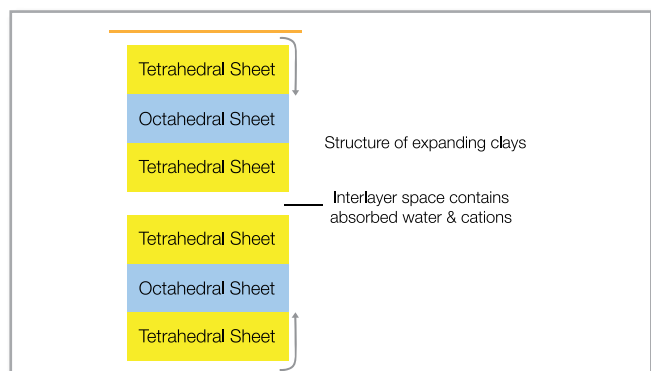 Tetrahedral Sheet
Octahedral Sheet
Structure of expanding clays
Tetrahedral Sheet
Interlayer space contains
absorbed water & cations
Tetrahedral Sheet
Octahedral Sheet
Tetrahedral Sheet